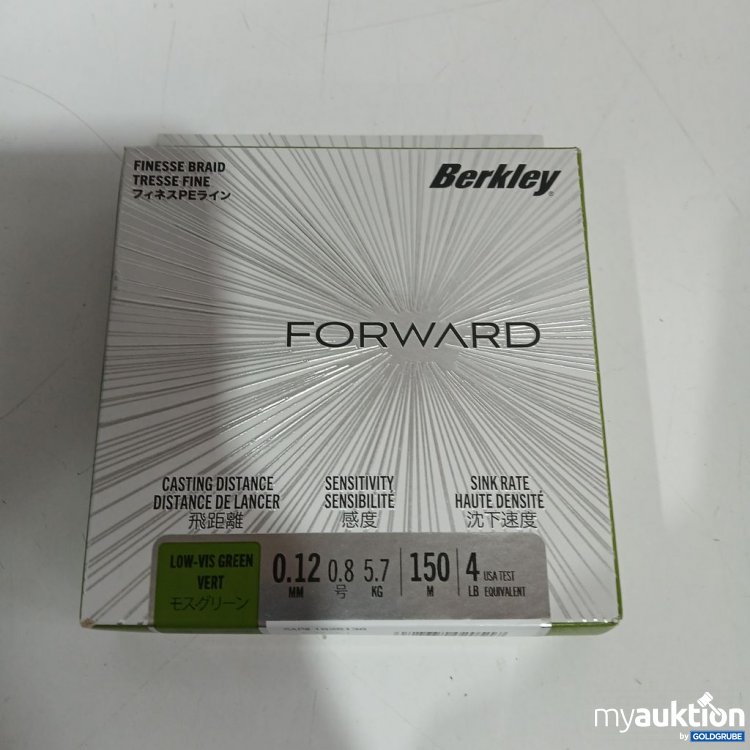 FINESSE BRAID
TRESSE FINE
フィネスPEライン
Berkley®
FORWARD
CASTING DISTANCE
DISTANCE DE LANCER
飛距離
SENSITIVITY
SENSIBILITÉ
感度
SINK RATE
HAUTE DENSITÉ
沈下速度
LOW-VIS GREEN
VERT
モスグリーン
0.12 0.8 5.7 150 4 USA TEST
MM 号 KG M LB EQUIVALENT
myauktion
by GOLDGRUBE